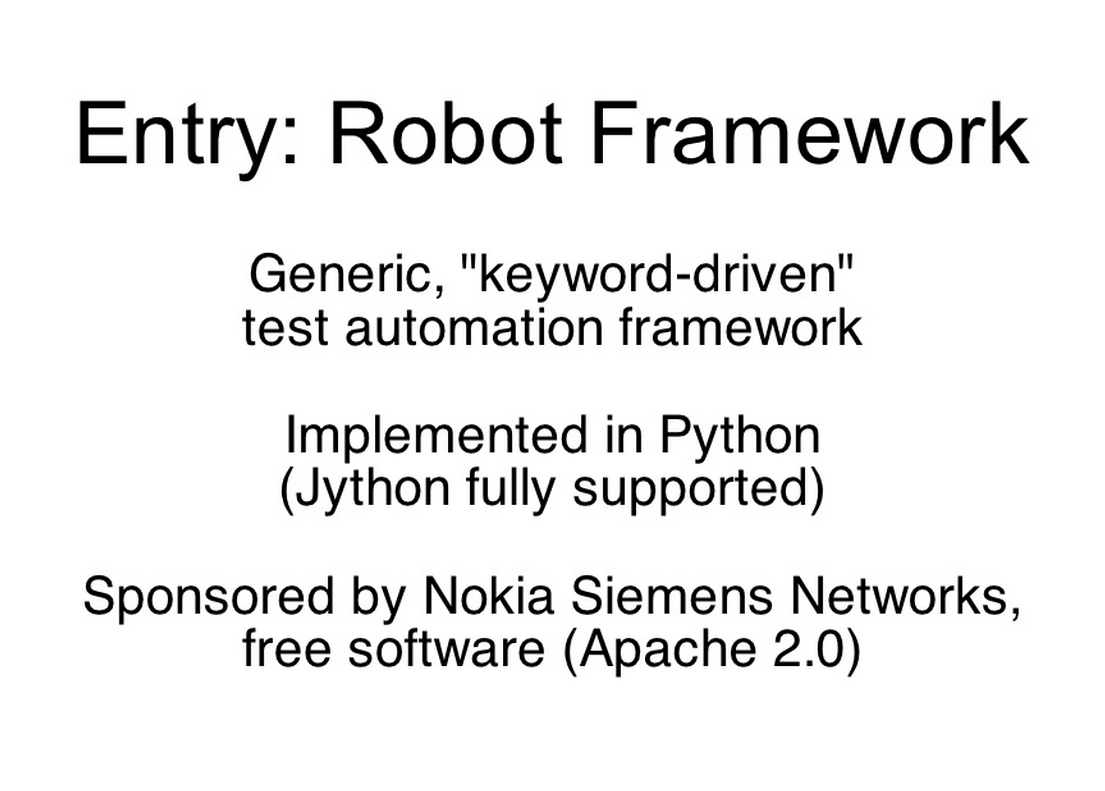 Entry: Robot Framework
Generic, "keyword-driven"
test automation framework
Implemented in Python
(Jython fully supported)
Sponsored by Nokia Siemens Networks,
free software (Apache 2.0)